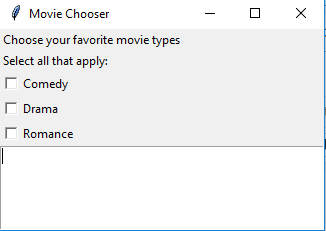 Movie Chooser
Choose your favorite movie types
Select all that apply:
Comedy
Drama
Romance